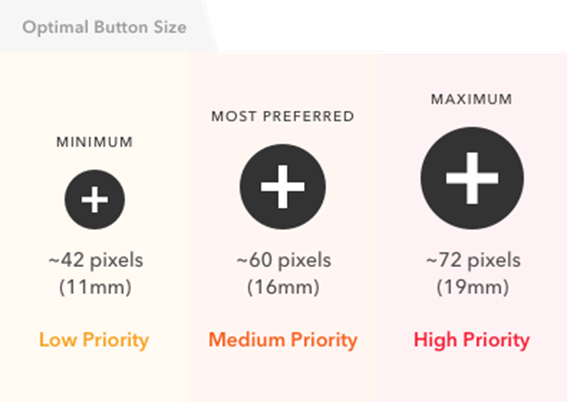 Optimal Button Size
MINIMUM
~42 pixels
(11mm)
Low Priority
MOST PREFERRED
~60 pixels
(16mm)
Medium Priority
MAXIMUM
~72 pixels
(19mm)
High Priority